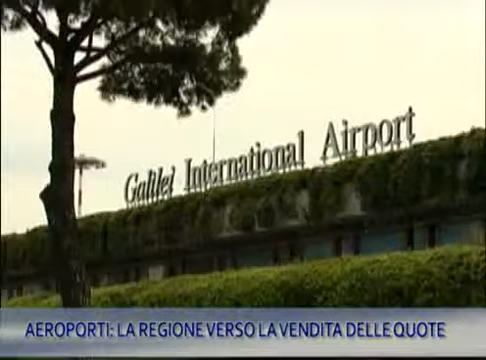 Galilei International Airport
AEROPORTI: LA REGIONE VERSO LA VENDITA DELLE QUOTE